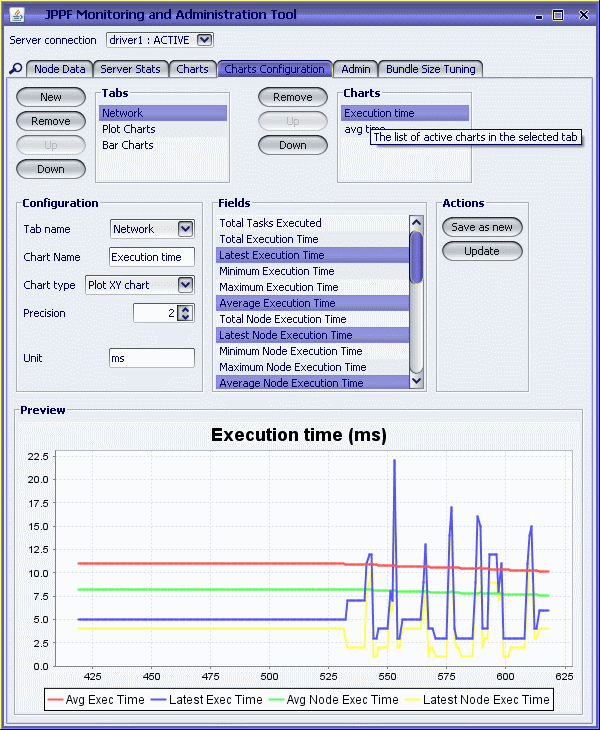 JPPF Monitoring and Administration Tool
Server connection driver1 : ACTIVE
Node Data Server Stats Charts Charts Configuration Admin Bundle Size Tuning
New
Remove
Up
Down
Tabs
Network
Plot Charts
Bar Charts
Remove
Up
Down
Charts
Execution time
avg time
The list of active charts in the selected tab
Configuration
Tab name Network
Chart Name Execution time
Chart type Plot XY chart
Precision 2
Unit ms
Fields
Total Tasks Executed
Total Execution Time
Latest Execution Time
Minimum Execution Time
Maximum Execution Time
Average Execution Time
Total Node Execution Time
Latest Node Execution Time
Minimum Node Execution Time
Maximum Node Execution Time
Average Node Execution Time
Actions
Save as new
Update
Preview
Execution time (ms)
22.5
20.0
17.5
15.0
12.5
10.0
7.5
5.0
2.5
0.0
425 450 475 500 525 550 575 600 625
Avg Exec Time Latest Exec Time Avg Node Exec Time Latest Node Exec Time